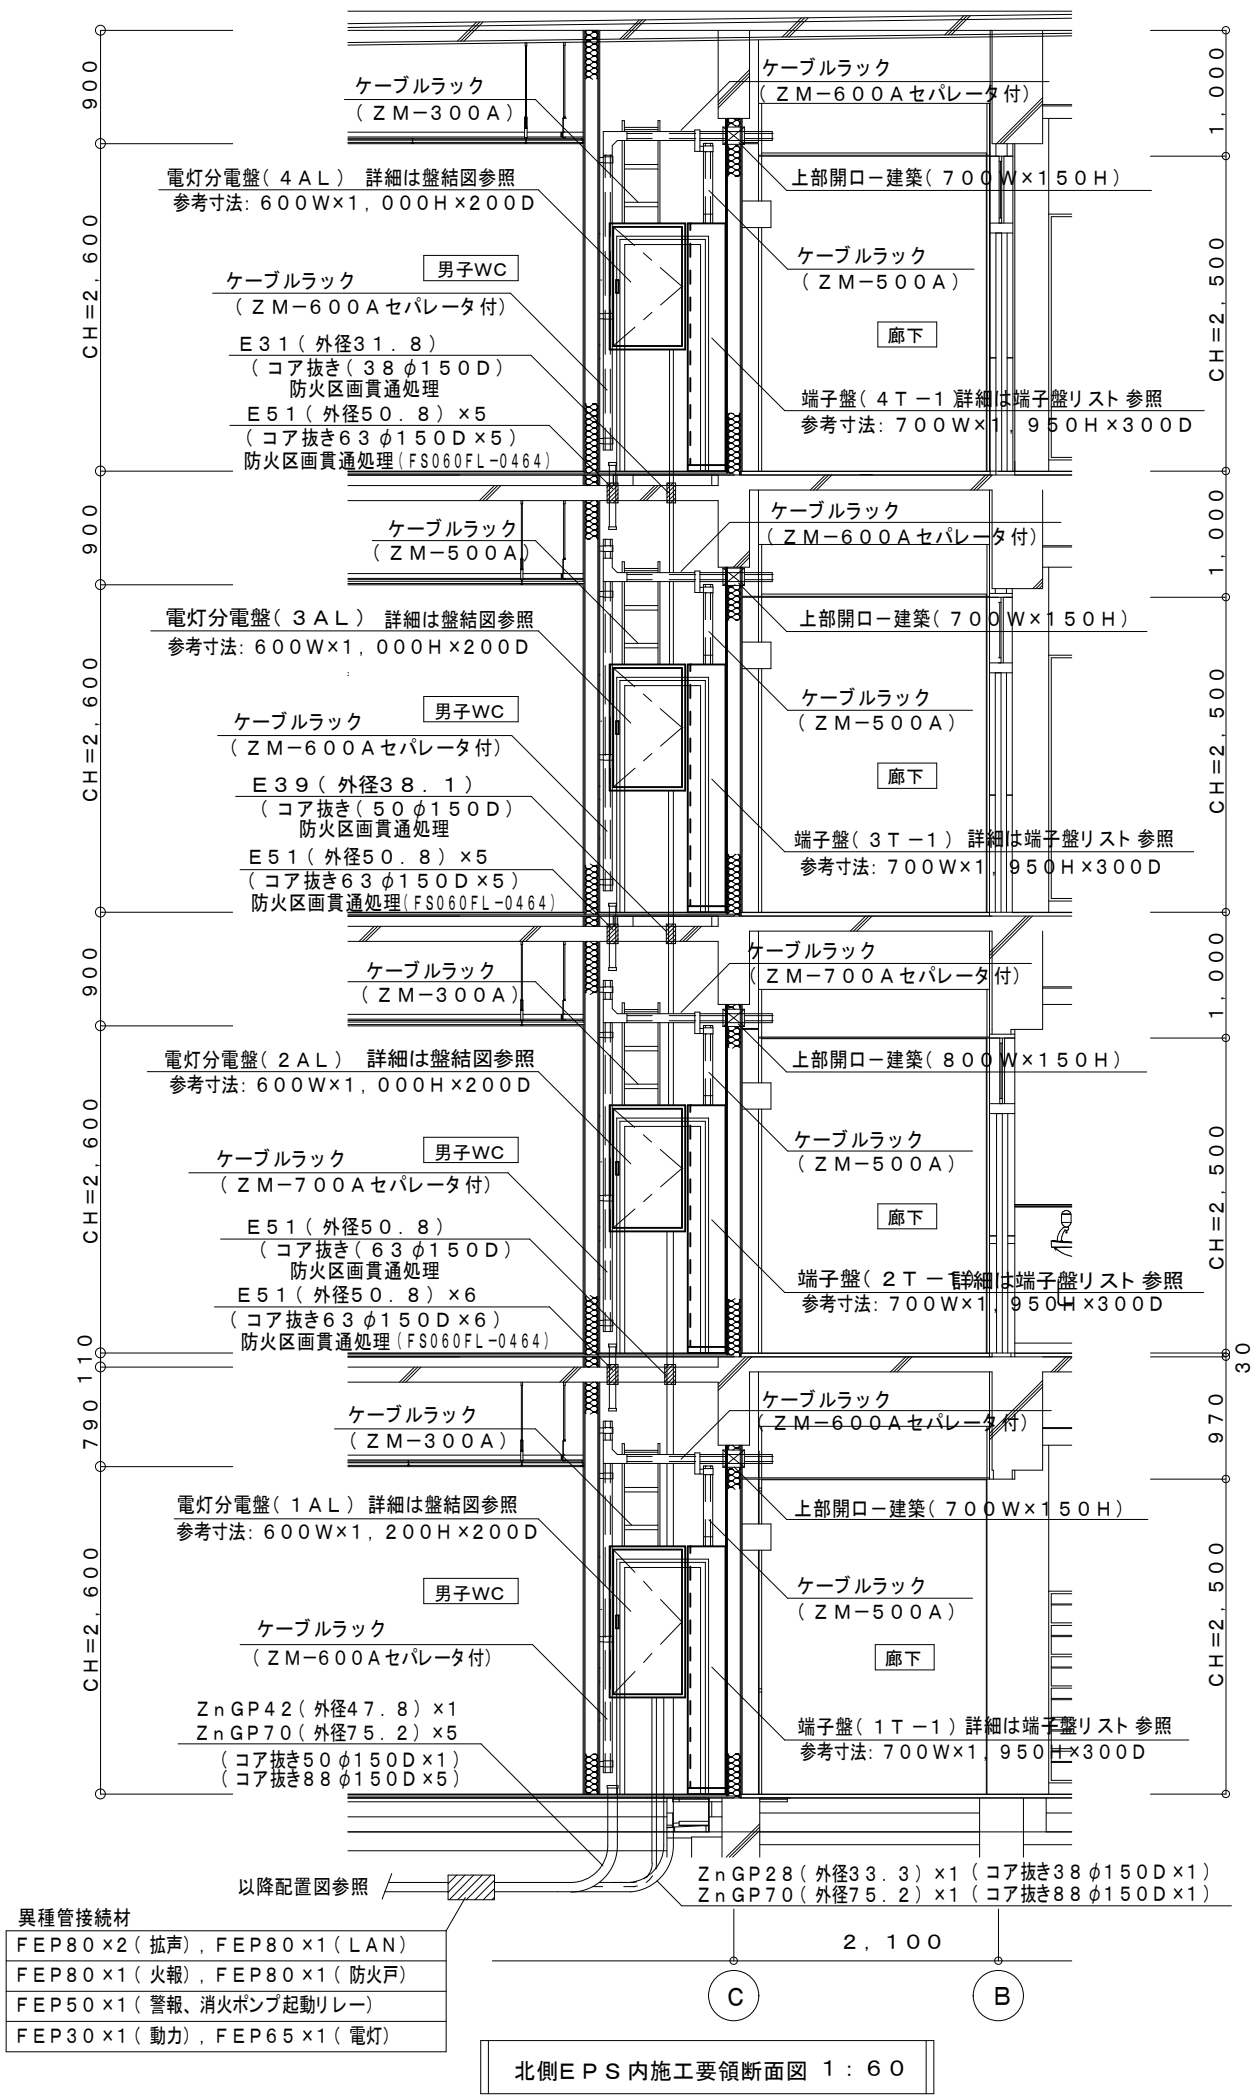 900
ケーブルラック
(ZM-300A)
ケーブルラック
(ZM-600Aセパレータ付)
1,000
電灯分電盤(4AL) 詳細は盤結図参照
参考寸法: 600W×1,000H×200D
上部開口-建築(700W×150H)
CH=2,600
男子WC
ケーブルラック
(ZM-600Aセパレータ付)
ケーブルラック
(ZM-500A)
CH=2,500
E31(外径31.8)
(コア抜き(38φ150D)
防火区画貫通処理
廊下
E51(外径50.8)×5
(コア抜き63φ150D×5)
防火区画貫通処理(FS060FL-0464)
端子盤(4T-1)詳細は端子盤リスト参照
参考寸法: 700W×1,950H×300D
900
ケーブルラック
(ZM-500A)
ケーブルラック
(ZM-600Aセパレータ付)
1,000
電灯分電盤(3AL) 詳細は盤結図参照
参考寸法: 600W×1,000H×200D
上部開口-建築(700W×150H)
CH=2,600
男子WC
ケーブルラック
(ZM-600Aセパレータ付)
ケーブルラック
(ZM-500A)
CH=2,500
E39(外径38.1)
(コア抜き(50φ150D)
防火区画貫通処理
廊下
E51(外径50.8)×5
(コア抜き63φ150D×5)
防火区画貫通処理(FS060FL-0464)
端子盤(3T-1) 詳細は端子盤リスト参照
参考寸法: 700W×1,950H×300D
900
ケーブルラック
(ZM-300A)
ケーブルラック
(ZM-700Aセパレータ付)
1,000
電灯分電盤(2AL) 詳細は盤結図参照
参考寸法: 600W×1,000H×200D
上部開口-建築(800W×150H)
CH=2,600
男子WC
ケーブルラック
(ZM-700Aセパレータ付)
ケーブルラック
(ZM-500A)
CH=2,500
E51(外径50.8)
(コア抜き(63φ150D)
防火区画貫通処理
廊下
E51(外径50.8)×6
(コア抜き63φ150D×6)
防火区画貫通処理(FS060FL-0464)
端子盤(2T-1)詳細は端子盤リスト参照
参考寸法: 700W×1,950H×300D
110
30
790
ケーブルラック
(ZM-300A)
ケーブルラック
(ZM-600Aセパレータ付)
970
電灯分電盤(1AL) 詳細は盤結図参照
参考寸法: 600W×1,200H×200D
上部開口-建築(700W×150H)
CH=2,600
男子WC
ケーブルラック
(ZM-600Aセパレータ付)
ケーブルラック
(ZM-500A)
CH=2,500
廊下
ZnGP42(外径47.8)×1
ZnGP70(外径75.2)×5
(コア抜き50φ150D×1)
(コア抜き88φ150D×5)
端子盤(1T-1)詳細は端子盤リスト参照
参考寸法: 700W×1,950H×300D
以降配置図参照
ZnGP28(外径33.3)×1(コア抜き38φ150D×1)
ZnGP70(外径75.2)×1(コア抜き88φ150D×1)
異種管接続材
FEP80×2(拡声),FEP80×1(LAN)
FEP80×1(火報),FEP80×1(防火戸)
FEP50×1(警報、消火ポンプ起動リレー)
FEP30×1(動力),FEP65×1(電灯)
2,100
C
B
北側EPS内施工要領断面図 1:60